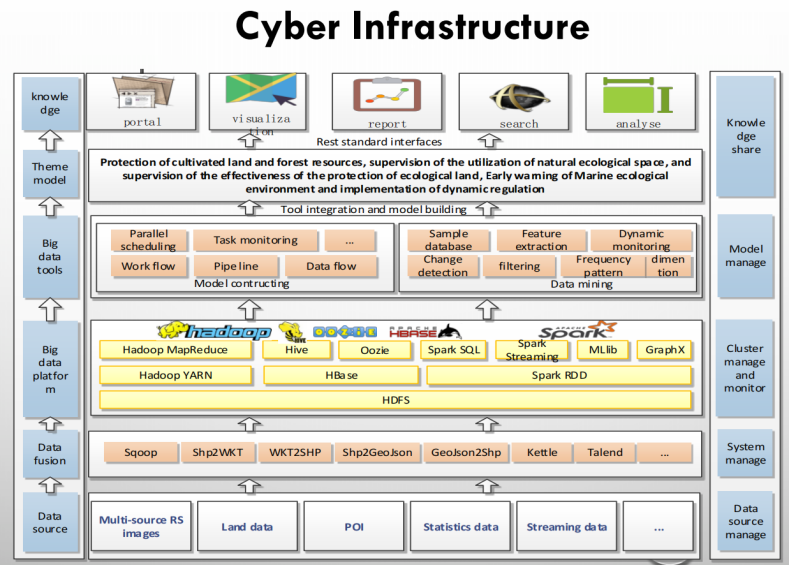 Cyber Infrastructure
knowle
dge
portal
visualiza
tion
report
search
analyse
Knowle
dge
share
Rest standard interfaces
Theme
model
Protection of cultivated land and forest resources, supervision of the utilization of natural ecological space, and
supervision of the effectiveness of the protection of ecological land, Early warning of Marine ecological
environment and implementation of dynamic regulation
Tool integration and model building
Big
data
tools
Parallel
scheduling
Task monitoring
...
Work flow
Pipe line
Data flow
Model contructing
Sample
database
Feature
extraction
Dynamic
monitoring
Change
detection
filtering
Frequency
pattern
dimen
tion
Data mining
Model
manage
Big
data
platfor
m
hadoop
HIVE
OOZIE
APACHE
HBASE
APACHE
Spark
Hadoop MapReduce
Hive
Oozie
Spark SQL
Spark
Streaming
MLlib
GraphX
Hadoop YARN
HBase
Spark RDD
HDFS
Cluster
manage
and
monitor
Data
fusion
Sqoop
Shp2WKT
WKT2SHP
Shp2GeoJson
GeoJson2Shp
Kettle
Talend
...
System
manage
Data
source
Multi-source RS
images
Land data
POI
Statistics data
Streaming data
...
Data
source
manage